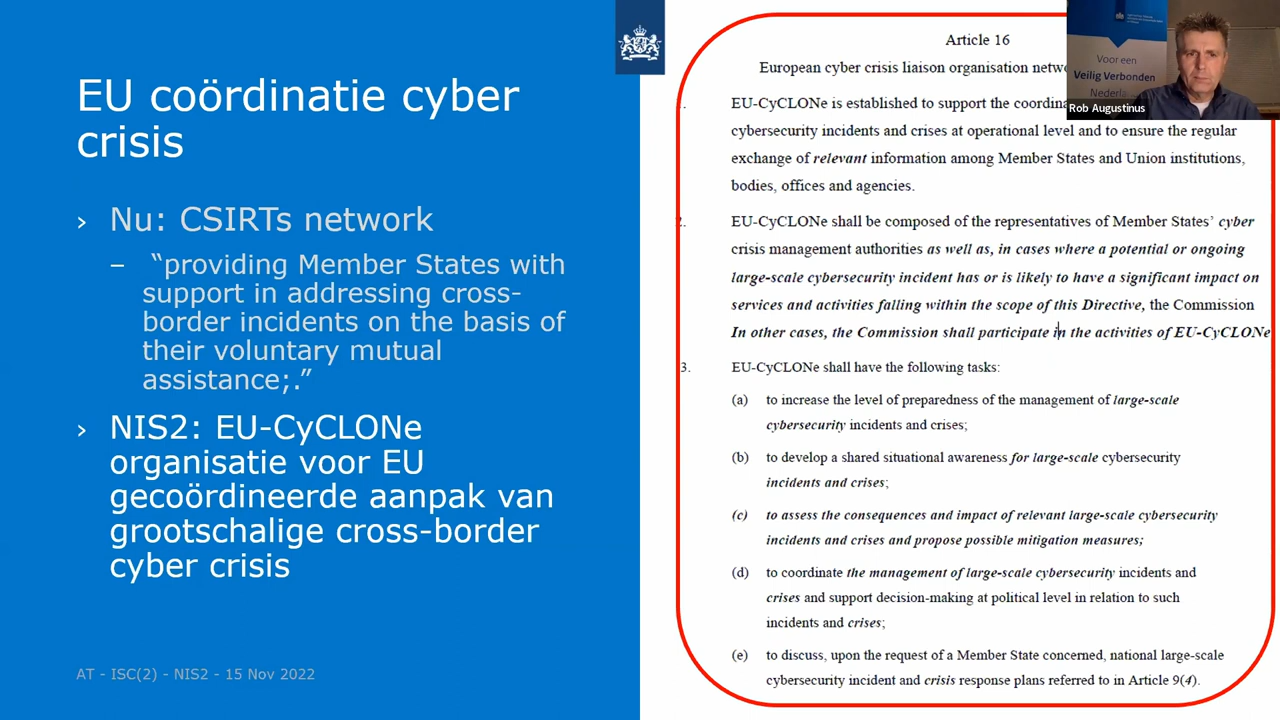 EU coördinatie cyber
crisis
› Nu: CSIRTs network
– “providing Member States with
support in addressing cross-
border incidents on the basis of
their voluntary mutual
assistance;.”
› NIS2: EU-CyCLONe
organisatie voor EU
gecoördineerde aanpak van
grootschalige cross-border
cyber crisis
AT - ISC(2) - NIS2 - 15 Nov 2022
Article 16
European cyber crisis liaison organisation
EU-CyCLONe is established to support the
cybersecurity incidents and crises at operational level and to ensure the regular
exchange of relevant information among Member States and Union institutions,
bodies, offices and agencies.
2. EU-CyCLONe shall be composed of the representatives of Member States’ cyber
crisis management authorities as well as, in cases where a potential or ongoing
large-scale cybersecurity incident has or is likely to have a significant impact on
services and activities falling within the scope of this Directive, the Commission
In other cases, the Commission shall participate in the activities of EU-CyCLONe
3. EU-CyCLONe shall have the following tasks:
(a) to increase the level of preparedness of the management of large-scale
cybersecurity incidents and crises;
(b) to develop a shared situational awareness for large-scale cybersecurity
incidents and crises;
(c) to assess the consequences and impact of relevant large-scale cybersecurity
incidents and crises and propose possible mitigation measures;
(d) to coordinate the management of large-scale cybersecurity incidents and
crises and support decision-making at political level in relation to such
incidents and crises;
(e) to discuss, upon the request of a Member State concerned, national large-scale
cybersecurity incident and crisis response plans referred to in Article 9(4).
Voor een
Veilig Verbonden
Rob Augustinus